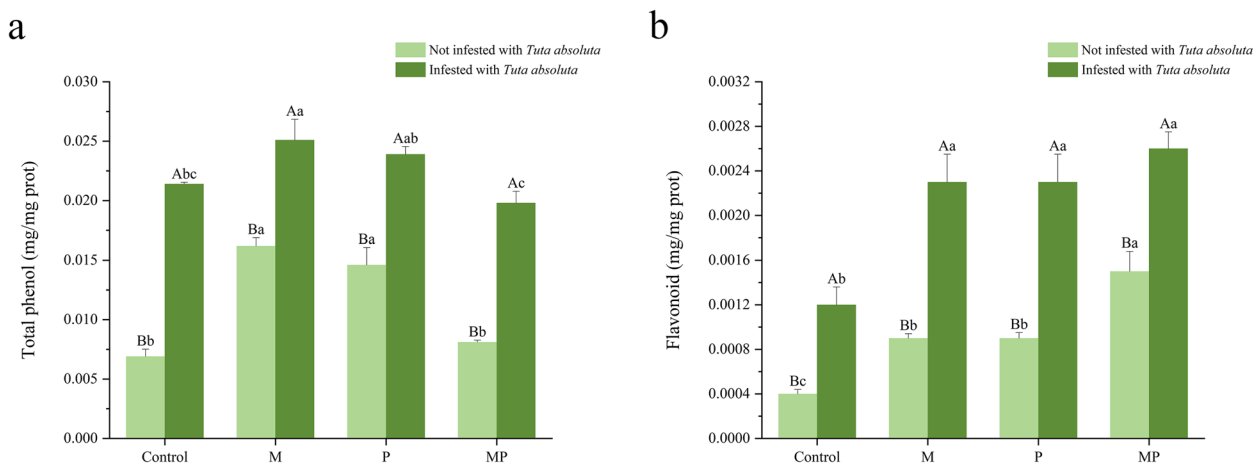 a
Not infested with Tuta absoluta
Infested with Tuta absoluta
Total phenol (mg/mg prot)
0.030
0.025
0.020
0.015
0.010
0.005
0.000
Bb
Abc
Ba
Aa
Ba
Aab
Bb
Ac
Control
M
P
MP
b
Not infested with Tuta absoluta
Infested with Tuta absoluta
Flavonoid (mg/mg prot)
0.0032
0.0028
0.0024
0.0020
0.0016
0.0012
0.0008
0.0004
0.0000
Bc
Ab
Bb
Aa
Bb
Aa
Ba
Aa
Control
M
P
MP